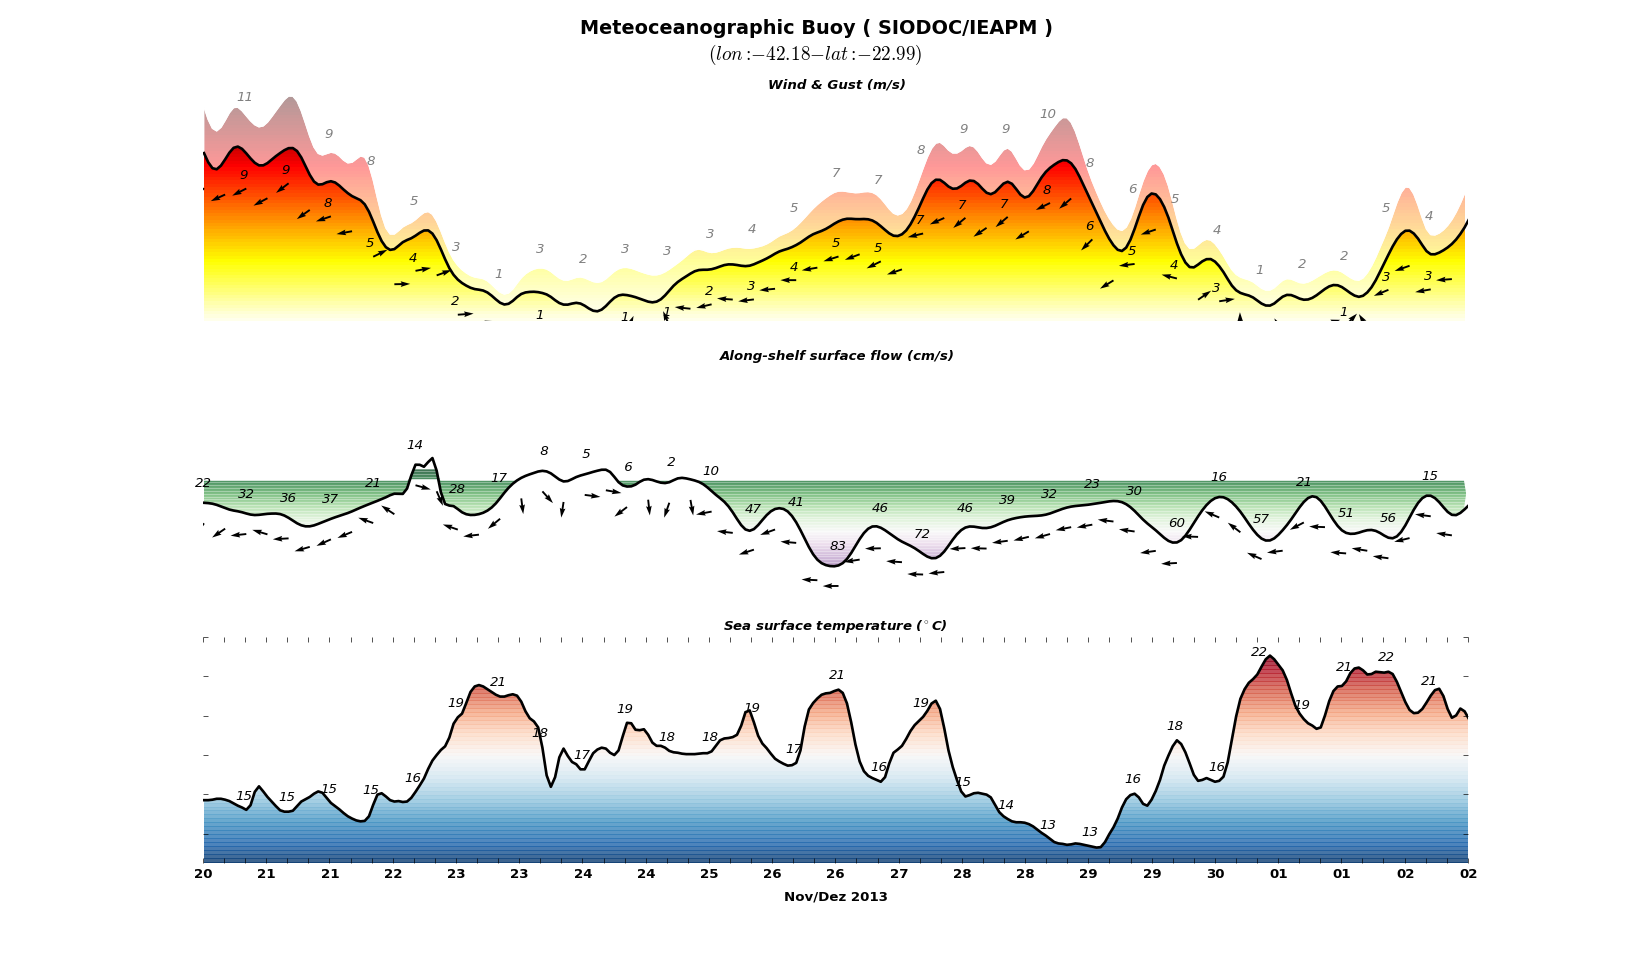 Meteoceanographic Buoy ( SIODOC/IEAPM )
(lon:−42.18−lat:−22.99)
Wind & Gust (m/s)
11 9 8 5 3 1 3 2 3 3 3 4 5 7 7 8 9 9 10 8 6 5 4 1 2 2 5 4
9 9 8 5 4 2 1 1 1 2 3 4 5 5 7 7 7 8 6 5 4 3 1 3 3
Along-shelf surface flow (cm/s)
22 32 36 37 21 14 28 17 8 5 6 2 10 47 41 83 46 72 46 39 32 23 30 60 16 57 21 51 56 15
Sea surface temperature (°C)
15 15 15 15 16 19 21 18 17 19 18 18 19 17 21 16 19 15 14 13 13 16 18 16 22 19 21 22 21
20 21 21 22 23 23 24 24 25 26 26 27 28 28 29 29 30 01 01 02 02
Nov/Dez 2013